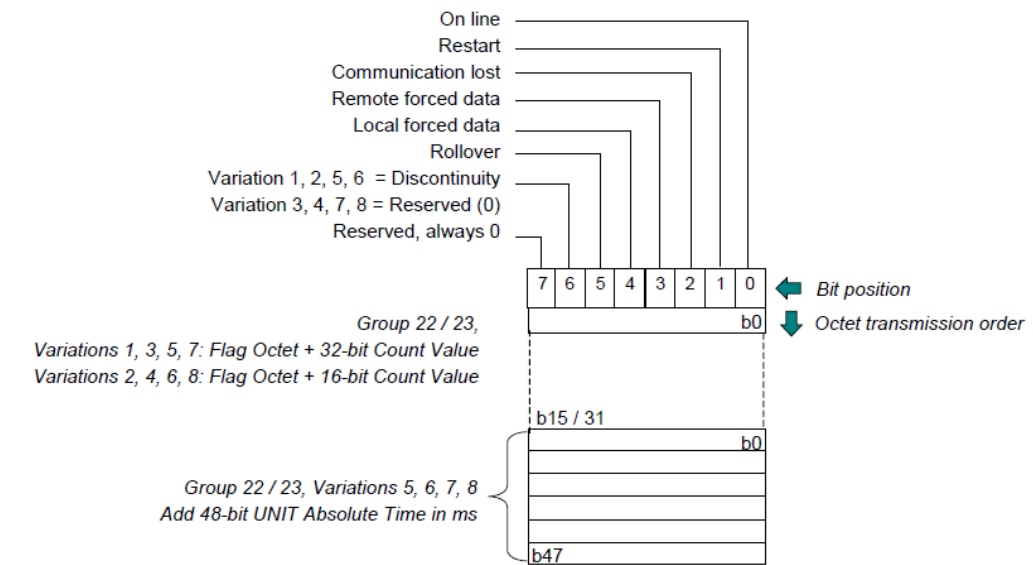 On line
Restart
Communication lost
Remote forced data
Local forced data
Rollover
Variation 1, 2, 5, 6 = Discontinuity
Variation 3, 4, 7, 8 = Reserved (0)
Reserved, always 0
7 6 5 4 3 2 1 0
Bit position
b0
Octet transmission order
Group 22 / 23,
Variations 1, 3, 5, 7: Flag Octet + 32-bit Count Value
Variations 2, 4, 6, 8: Flag Octet + 16-bit Count Value
b15 / 31
b0
Group 22 / 23, Variations 5, 6, 7, 8
Add 48-bit UNIT Absolute Time in ms
b47